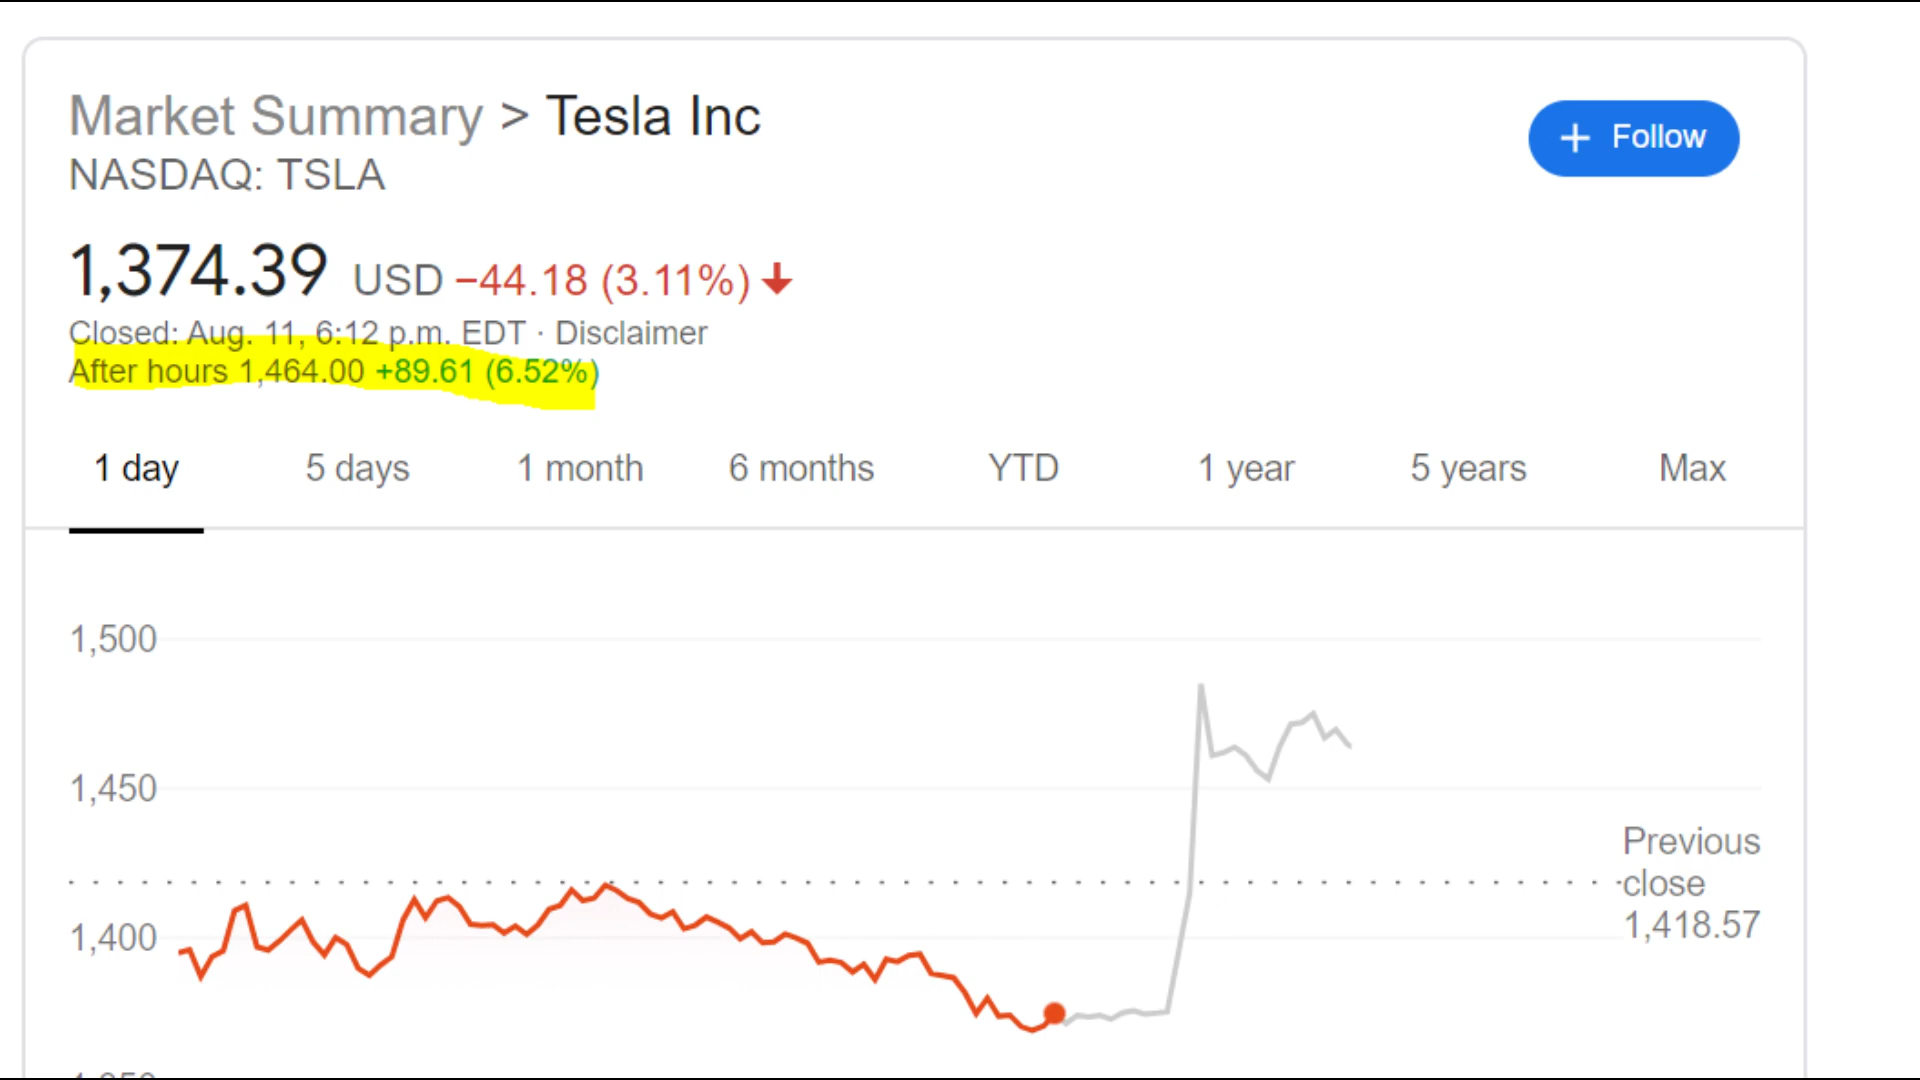 Market Summary > Tesla Inc
NASDAQ: TSLA
+ Follow
1,374.39 USD −44.18 (3.11%)
Closed: Aug. 11, 6:12 p.m. EDT · Disclaimer
After hours 1,464.00 +89.61 (6.52%)
1 day 5 days 1 month 6 months YTD 1 year 5 years Max
1,500
1,450
1,400
Previous
close
1,418.57